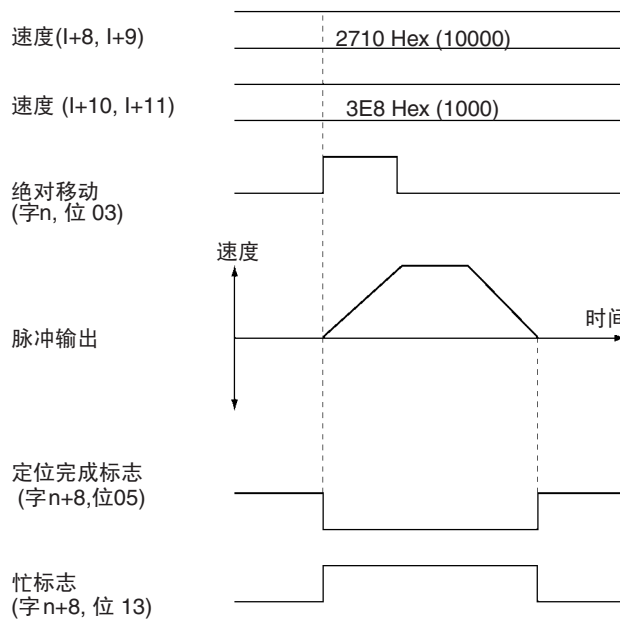 速度(I+8, I+9)
2710 Hex (10000)
速度 (I+10, I+11)
3E8 Hex (1000)
绝对移动
(字n, 位 03)
速度
脉冲输出
时间
定位完成标志
(字n+8,位05)
忙标志
(字n+8, 位 13)